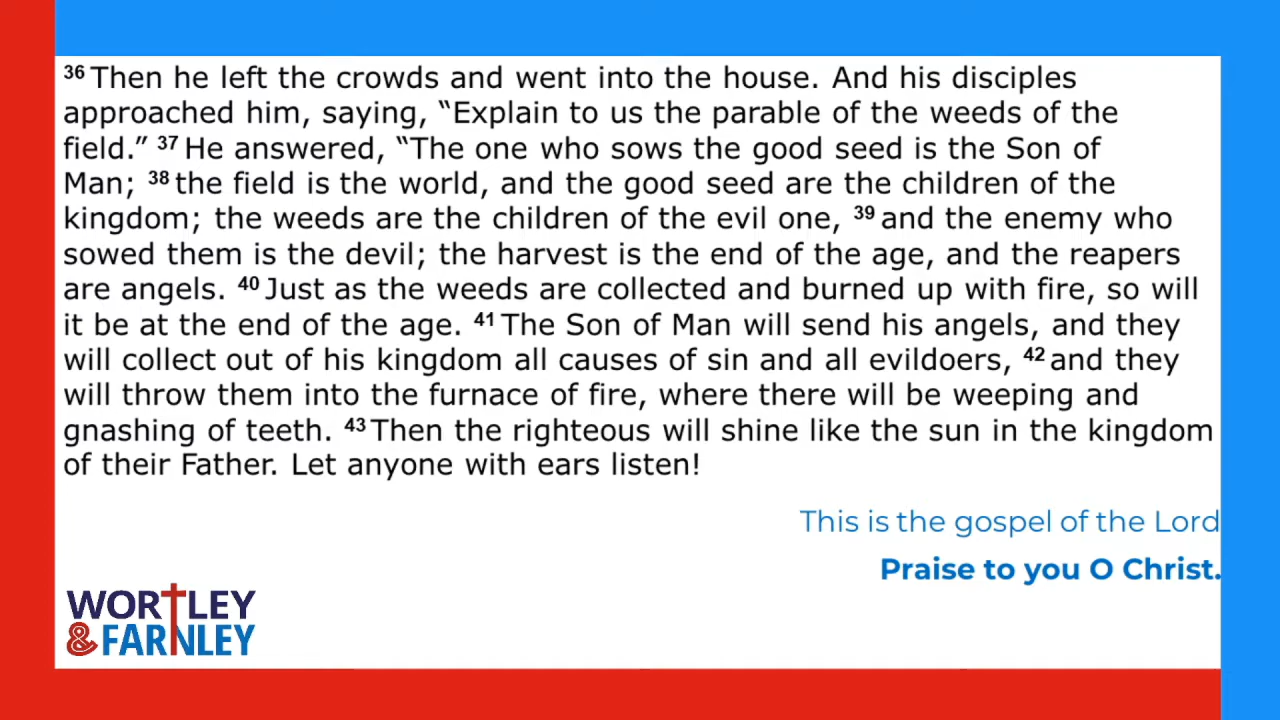 36 Then he left the crowds and went into the house. And his disciples
approached him, saying, “Explain to us the parable of the weeds of the
field.” 37 He answered, “The one who sows the good seed is the Son of
Man; 38 the field is the world, and the good seed are the children of the
kingdom; the weeds are the children of the evil one, 39 and the enemy who
sowed them is the devil; the harvest is the end of the age, and the reapers
are angels. 40 Just as the weeds are collected and burned up with fire, so will
it be at the end of the age. 41 The Son of Man will send his angels, and they
will collect out of his kingdom all causes of sin and all evildoers, 42 and they
will throw them into the furnace of fire, where there will be weeping and
gnashing of teeth. 43 Then the righteous will shine like the sun in the kingdom
of their Father. Let anyone with ears listen!
This is the gospel of the Lord
Praise to you O Christ.
WORTLEY
& FARNLEY